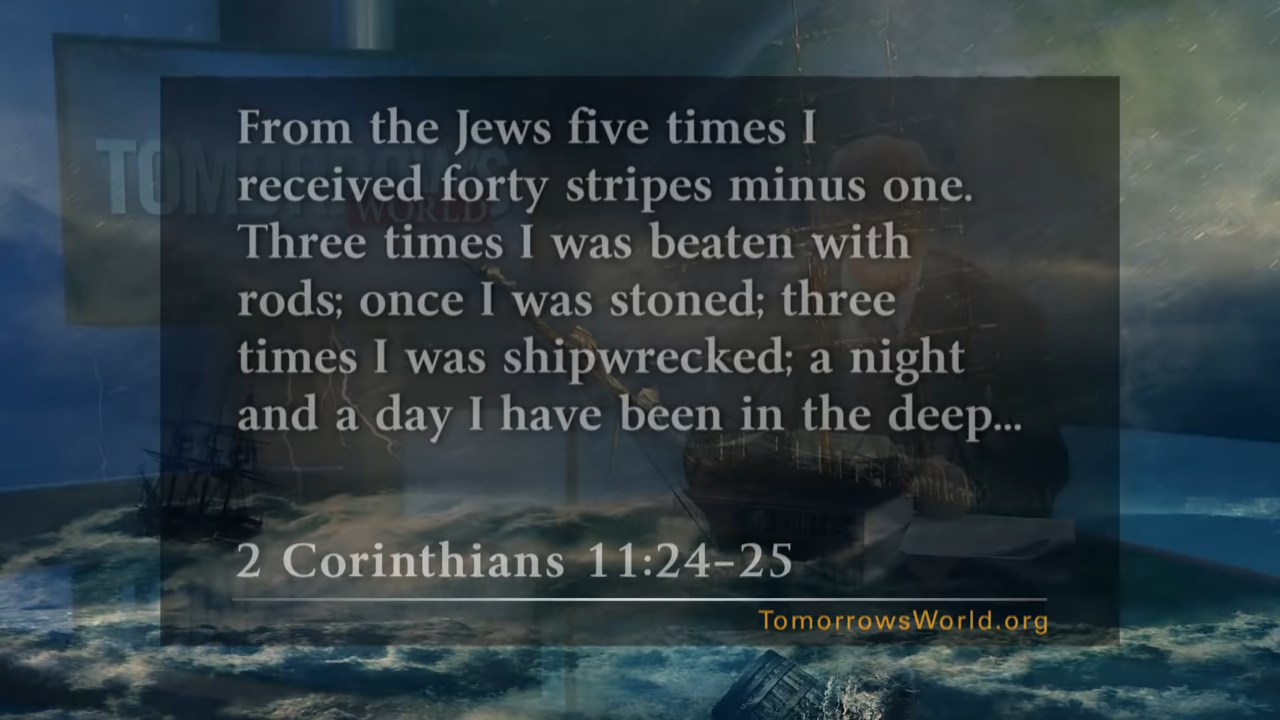 From the Jews five times I
received forty stripes minus one.
Three times I was beaten with
rods; once I was stoned; three
times I was shipwrecked; a night
and a day I have been in the deep...
2 Corinthians 11:24–25
TomorrowsWorld.org
TOMORROW'S
WORLD